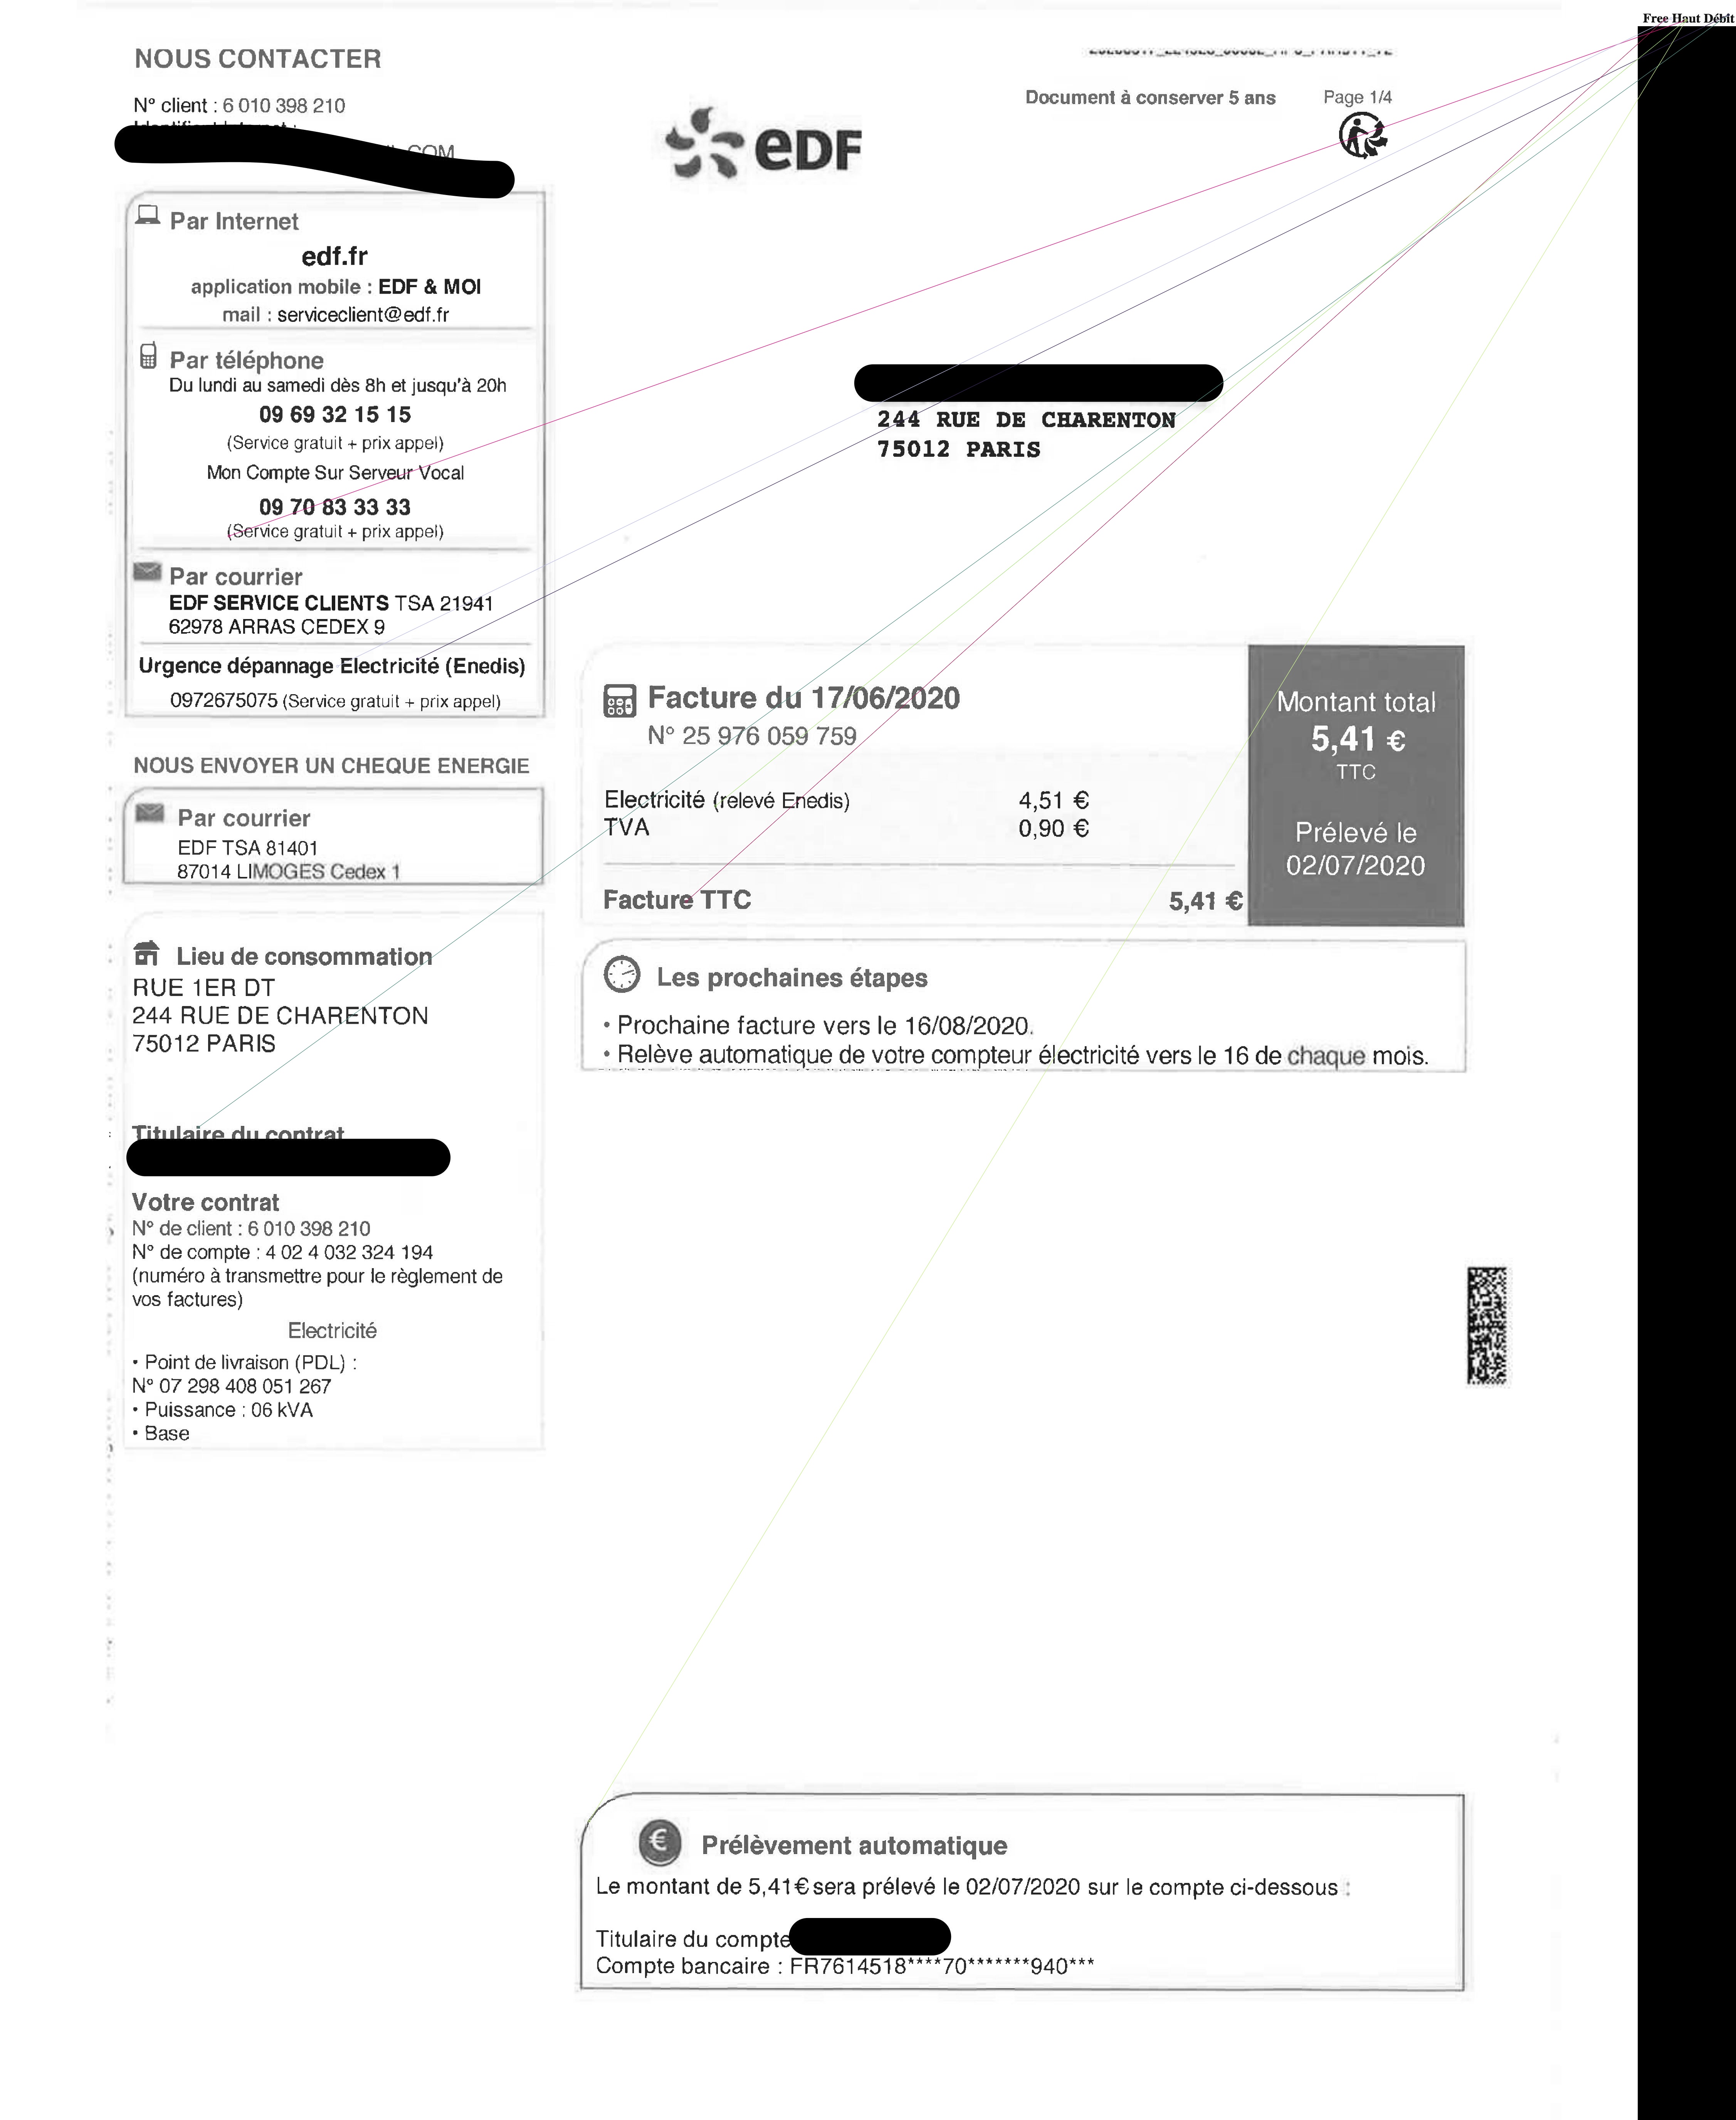 Free Haut Débit
NOUS CONTACTER
N° client : 6 010 398 210
.COM
Document à conserver 5 ans
Page 1/4
eDF
Par Internet
edf.fr
application mobile : EDF & MOI
mail : serviceclient@edf.fr
Par téléphone
Du lundi au samedi dès 8h et jusqu'à 20h
09 69 32 15 15
(Service gratuit + prix appel)
Mon Compte Sur Serveur Vocal
09 70 83 33 33
(Service gratuit + prix appel)
Par courrier
EDF SERVICE CLIENTS TSA 21941
62978 ARRAS CEDEX 9
Urgence dépannage Electricité (Enedis)
0972675075 (Service gratuit + prix appel)
244 RUE DE CHARENTON
75012 PARIS
NOUS ENVOYER UN CHEQUE ENERGIE
Par courrier
EDF TSA 81401
87014 LIMOGES Cedex 1
Facture du 17/06/2020
N° 25 976 059 759
Electricité (relevé Enedis) 4,51 €
TVA 0,90 €
Facture TTC 5,41 €
Montant total
5,41 €
TTC
Prélevé le
02/07/2020
Lieu de consommation
RUE 1ER DT
244 RUE DE CHARENTON
75012 PARIS
Titulaire du contrat
Votre contrat
N° de client : 6 010 398 210
N° de compte : 4 02 4 032 324 194
(numéro à transmettre pour le règlement de
vos factures)
Electricité
• Point de livraison (PDL) :
N° 07 298 408 051 267
• Puissance : 06 kVA
• Base
Les prochaines étapes
• Prochaine facture vers le 16/08/2020.
• Relève automatique de votre compteur électricité vers le 16 de chaque mois.
Prélèvement automatique
Le montant de 5,41€ sera prélevé le 02/07/2020 sur le compte ci-dessous :
Titulaire du compte
Compte bancaire : FR7614518****70*******940***